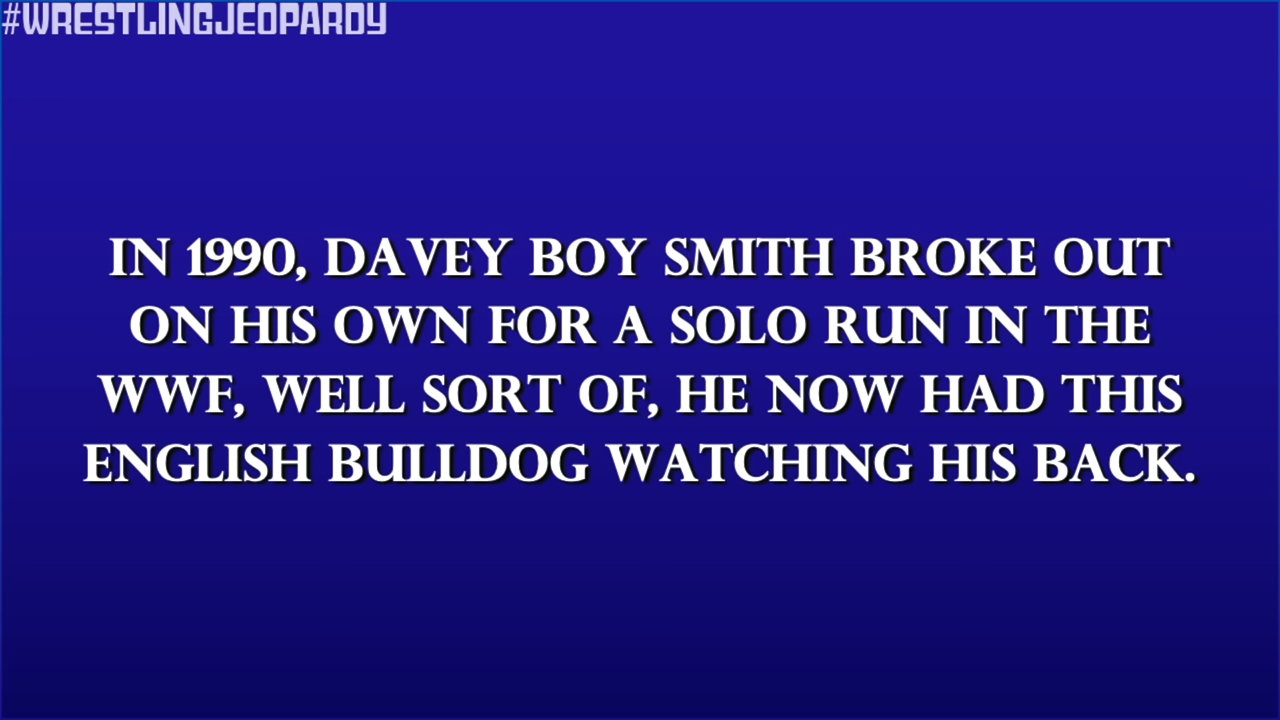 #WRESTLINGJEOPARDY
IN 1990, DAVEY BOY SMITH BROKE OUT
ON HIS OWN FOR A SOLO RUN IN THE
WWF, WELL SORT OF, HE NOW HAD THIS
ENGLISH BULLDOG WATCHING HIS BACK.